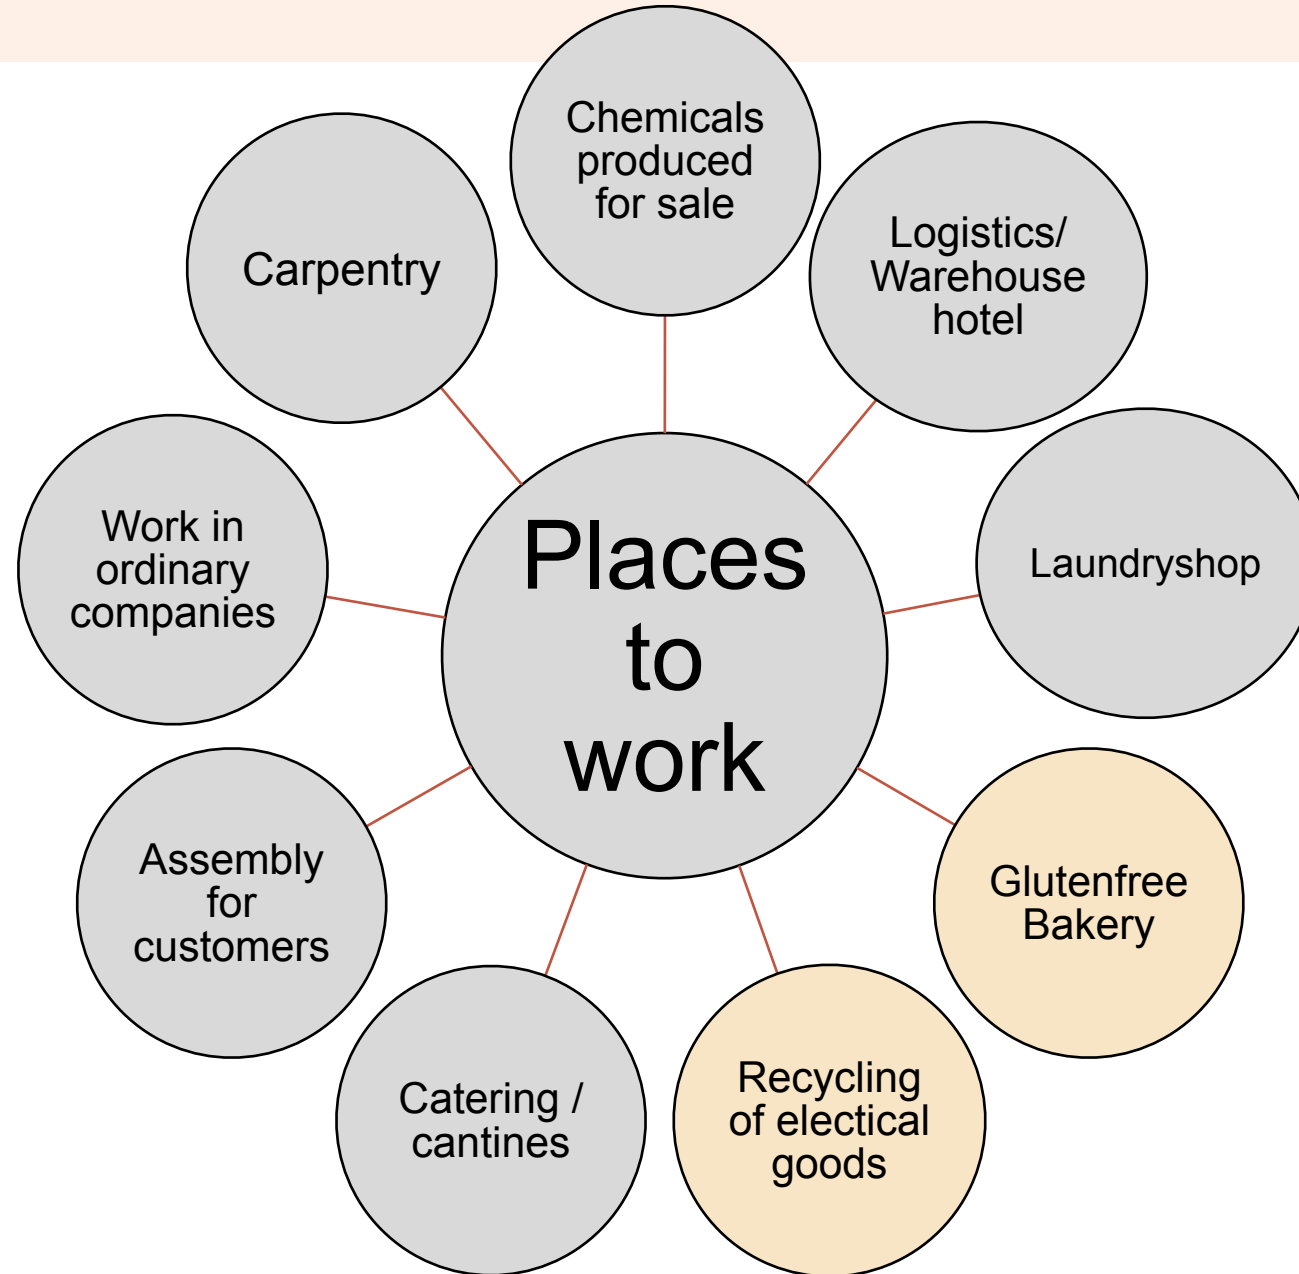 Chemicals
produced
for sale
Logistics/
Warehouse
hotel
Laundryshop
Glutenfree
Bakery
Recycling
of electical
goods
Catering /
cantines
Assembly
for
customers
Work in
ordinary
companies
Carpentry
Places
to
work